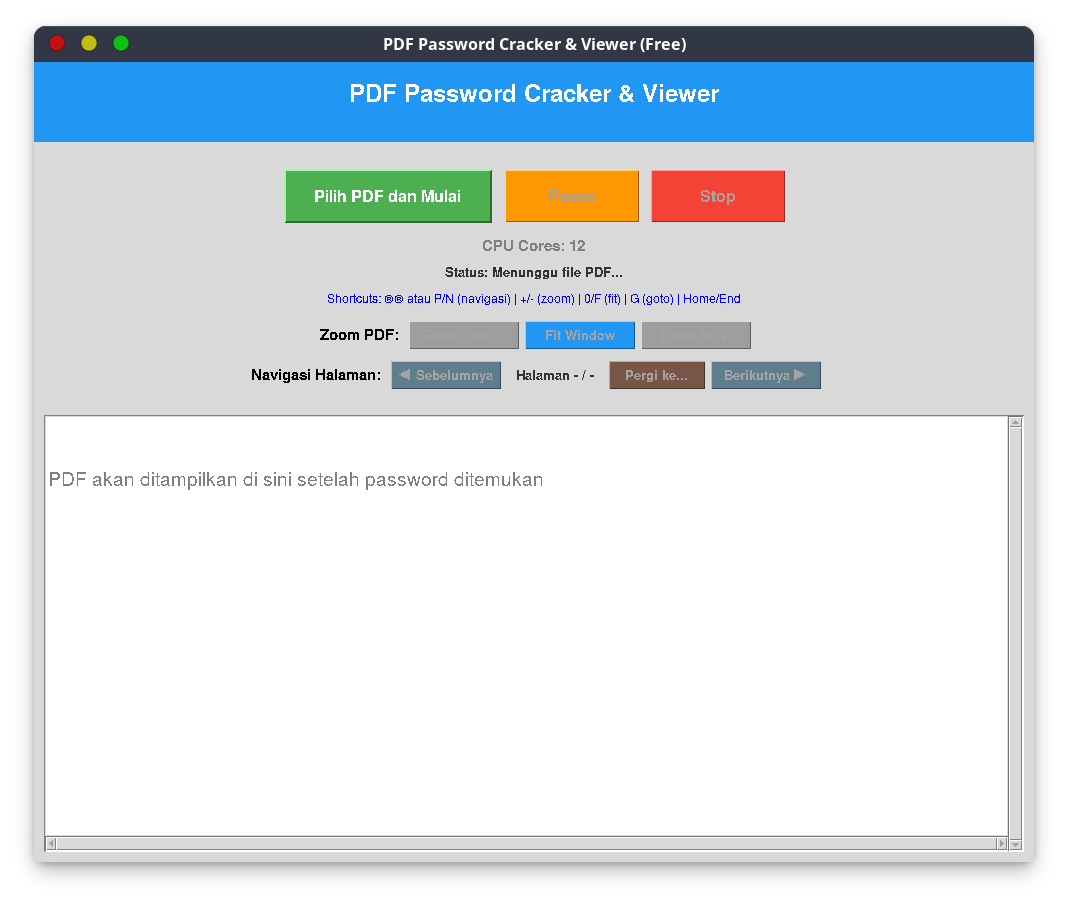 PDF Password Cracker & Viewer (Free)
PDF Password Cracker & Viewer
Pilih PDF dan Mulai Pause Stop
CPU Cores: 12
Status: Menunggu file PDF...
Shortcuts: ®® atau P/N (navigasi) | +/- (zoom) | 0/F (fit) | G (goto) | Home/End
Zoom PDF: Zoom Out (-) Fit Window Zoom In (+)
Navigasi Halaman: ◀ Sebelumnya Halaman - / - Pergi ke... Berikutnya ▶
PDF akan ditampilkan di sini setelah password ditemukan